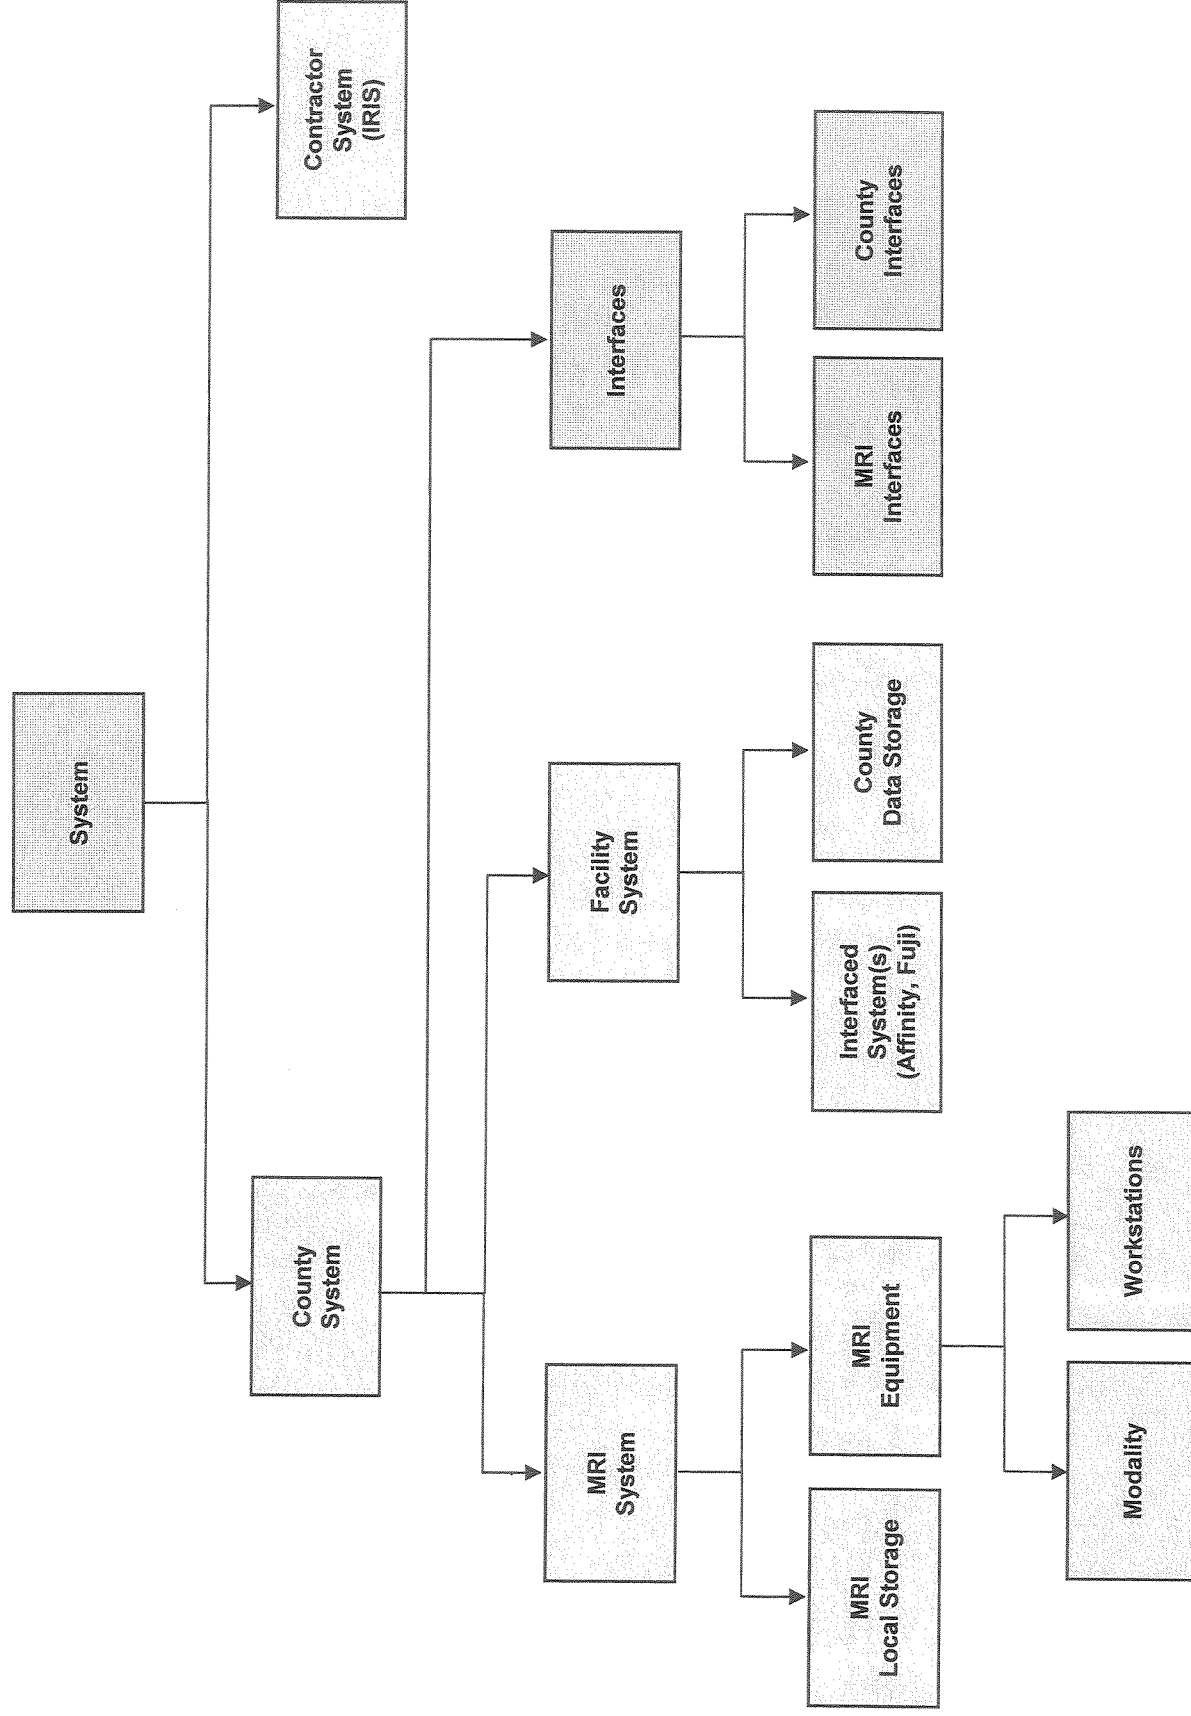 System
County
System
Contractor
System
(IRIS)
MRI
System
Facility
System
Interfaces
MRI
Local Storage
MRI
Equipment
Interfaced
System(s)
(Affinity, Fuji)
County
Data Storage
MRI
Interfaces
County
Interfaces
Modality
Workstations